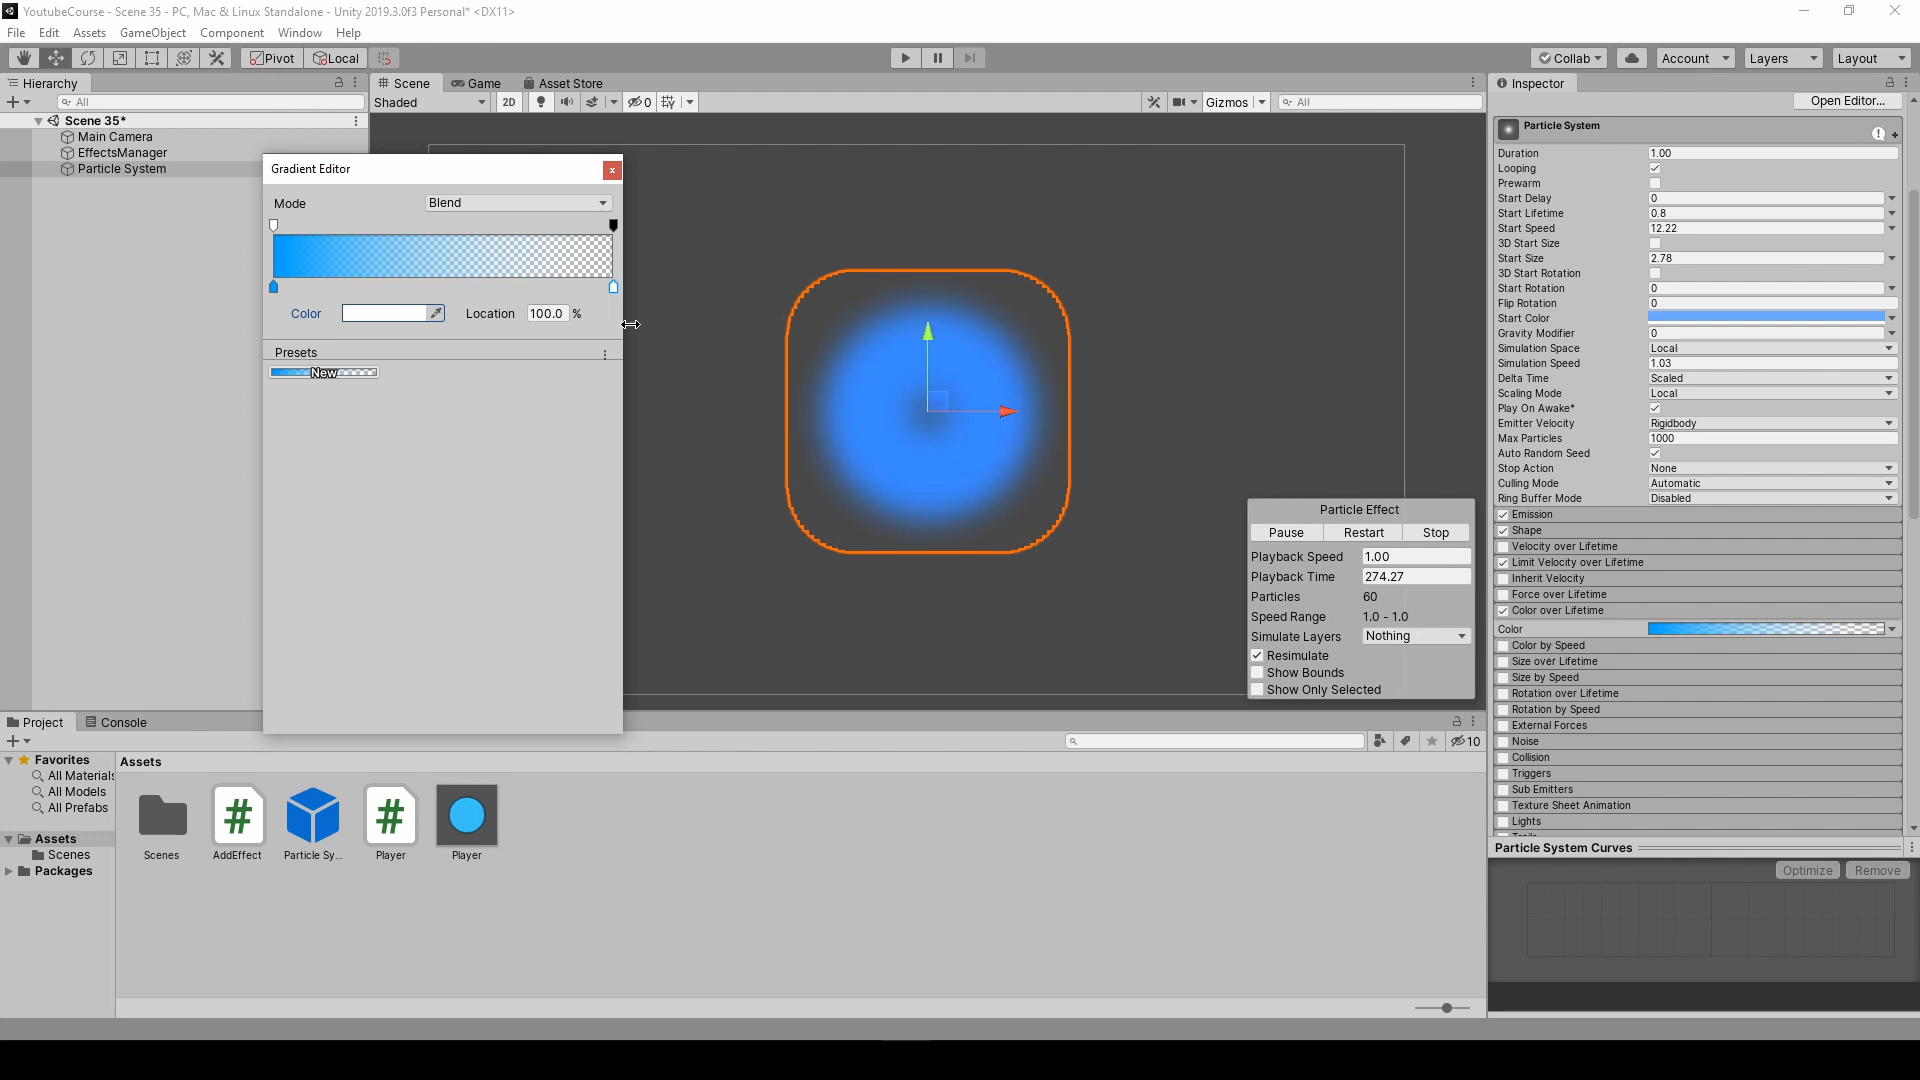 YoutubeCourse - Scene 35 - PC, Mac & Linux Standalone - Unity 2019.3.0f3 Personal* <DX11>
File Edit Assets GameObject Component Window Help
Pivot Local Collab Account Layers Layout
Hierarchy Scene Game Asset Store Inspector
All Shaded 2D 0 Gizmos All Open Editor...
Scene 35*
Main Camera
EffectsManager
Particle System
Gradient Editor
Mode Blend
Color Location 100.0 %
Presets
New
Particle Effect
Pause Restart Stop
Playback Speed 1.00
Playback Time 274.27
Particles 60
Speed Range 1.0 - 1.0
Simulate Layers Nothing
Resimulate
Show Bounds
Show Only Selected
Particle System
Duration 1.00
Looping
Prewarm
Start Delay 0
Start Lifetime 0.8
Start Speed 12.22
3D Start Size
Start Size 2.78
3D Start Rotation
Start Rotation 0
Flip Rotation 0
Start Color
Gravity Modifier 0
Simulation Space Local
Simulation Speed 1.03
Delta Time Scaled
Scaling Mode Local
Play On Awake*
Emitter Velocity Rigidbody
Max Particles 1000
Auto Random Seed
Stop Action None
Culling Mode Automatic
Ring Buffer Mode Disabled
Emission
Shape
Velocity over Lifetime
Limit Velocity over Lifetime
Inherit Velocity
Force over Lifetime
Color over Lifetime
Color
Color by Speed
Size over Lifetime
Size by Speed
Rotation over Lifetime
Rotation by Speed
External Forces
Noise
Collision
Triggers
Sub Emitters
Texture Sheet Animation
Lights
Particle System Curves
Optimize Remove
Project Console
10
Favorites
All Materials
All Models
All Prefabs
Assets
Scenes
Packages
Assets
Scenes AddEffect Particle Sy... Player Player